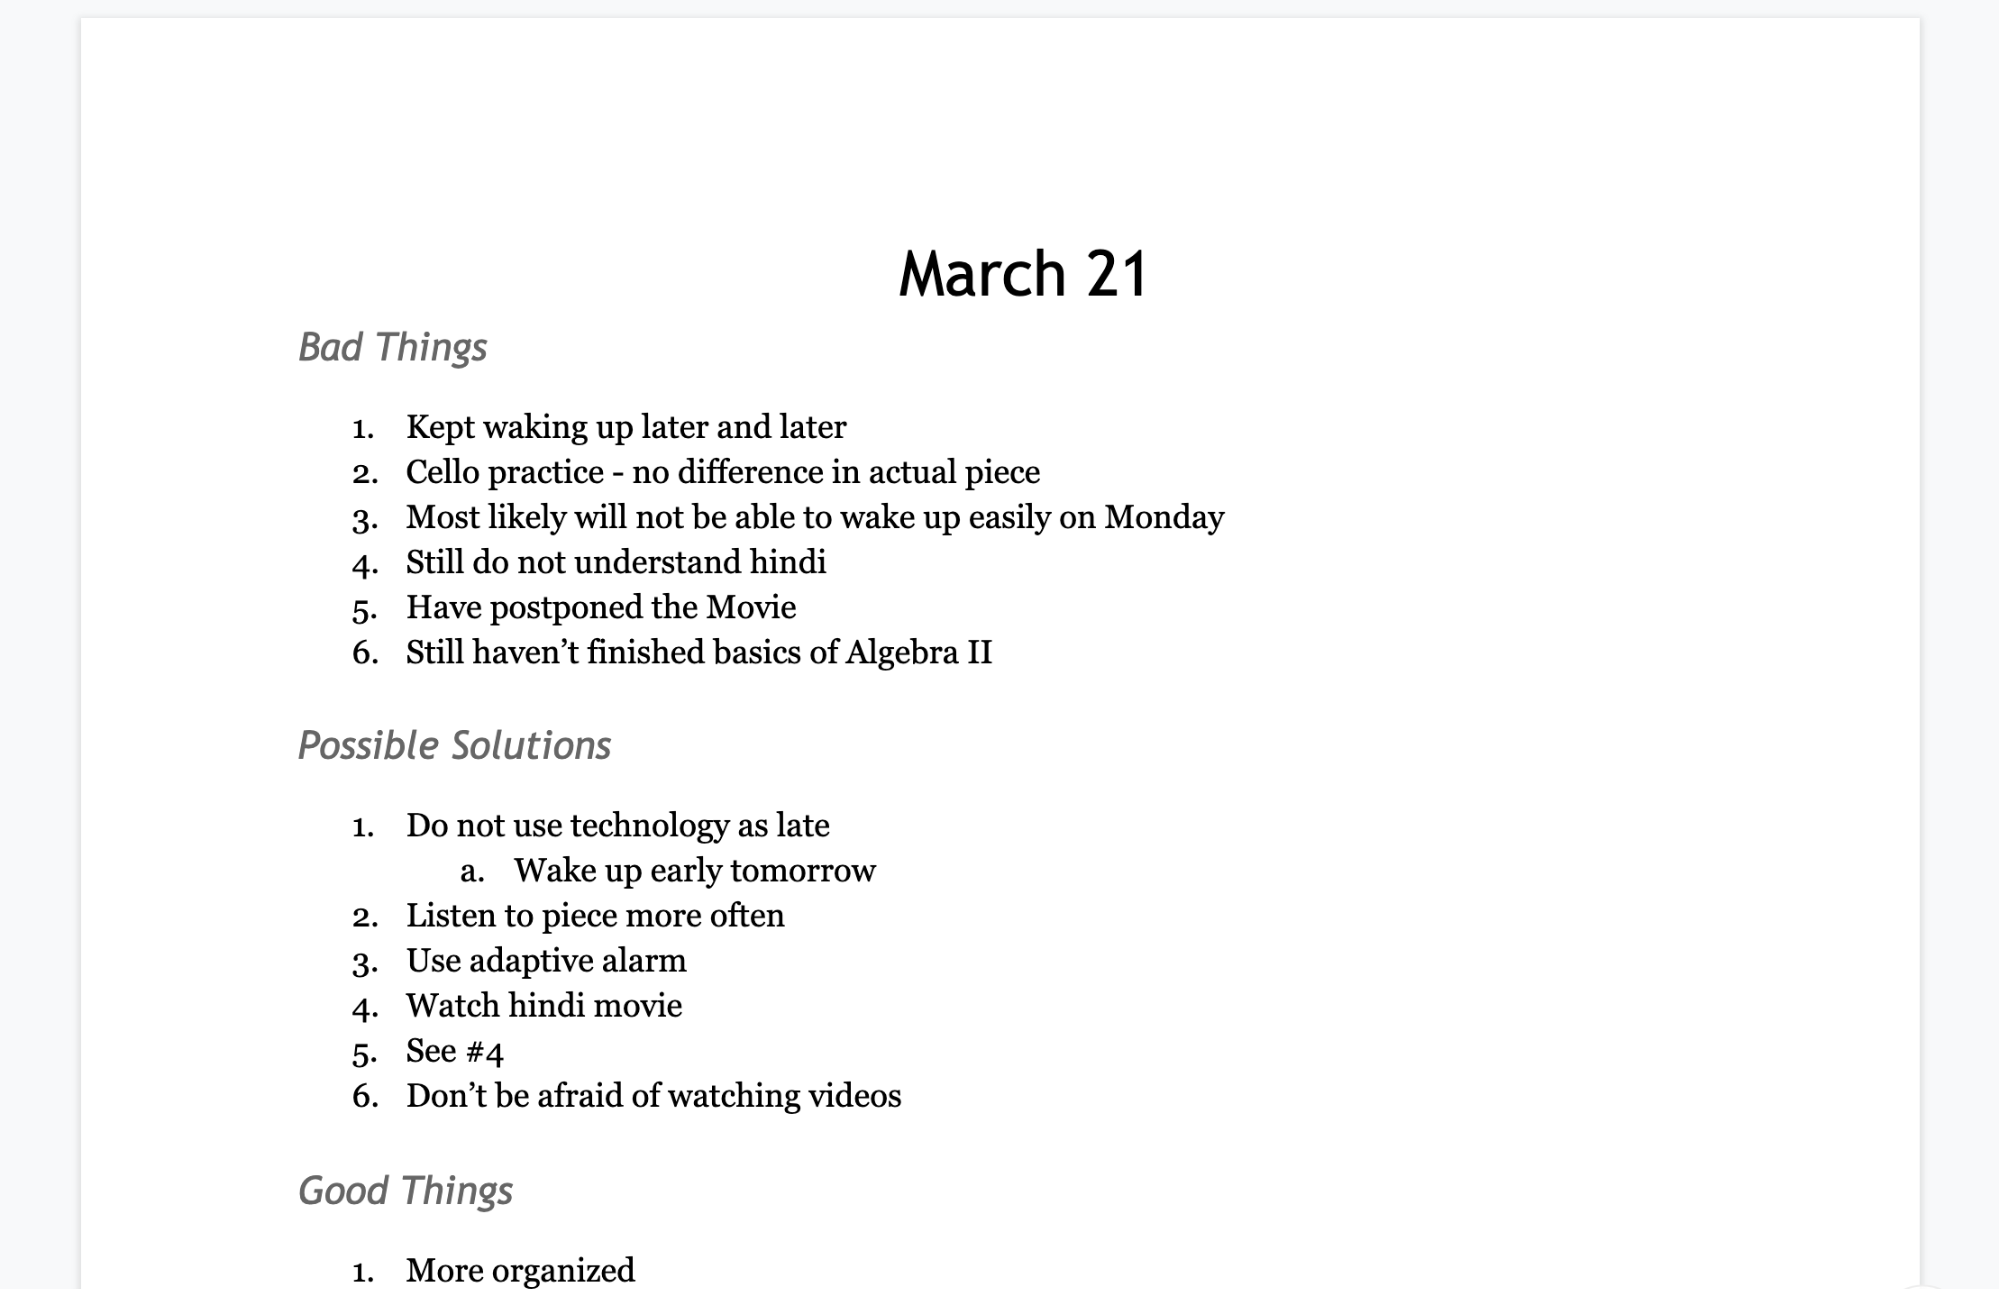 March 21
Bad Things
1. Kept waking up later and later
2. Cello practice - no difference in actual piece
3. Most likely will not be able to wake up easily on Monday
4. Still do not understand hindi
5. Have postponed the Movie
6. Still haven’t finished basics of Algebra II
Possible Solutions
1. Do not use technology as late
a. Wake up early tomorrow
2. Listen to piece more often
3. Use adaptive alarm
4. Watch hindi movie
5. See #4
6. Don’t be afraid of watching videos
Good Things
1. More organized